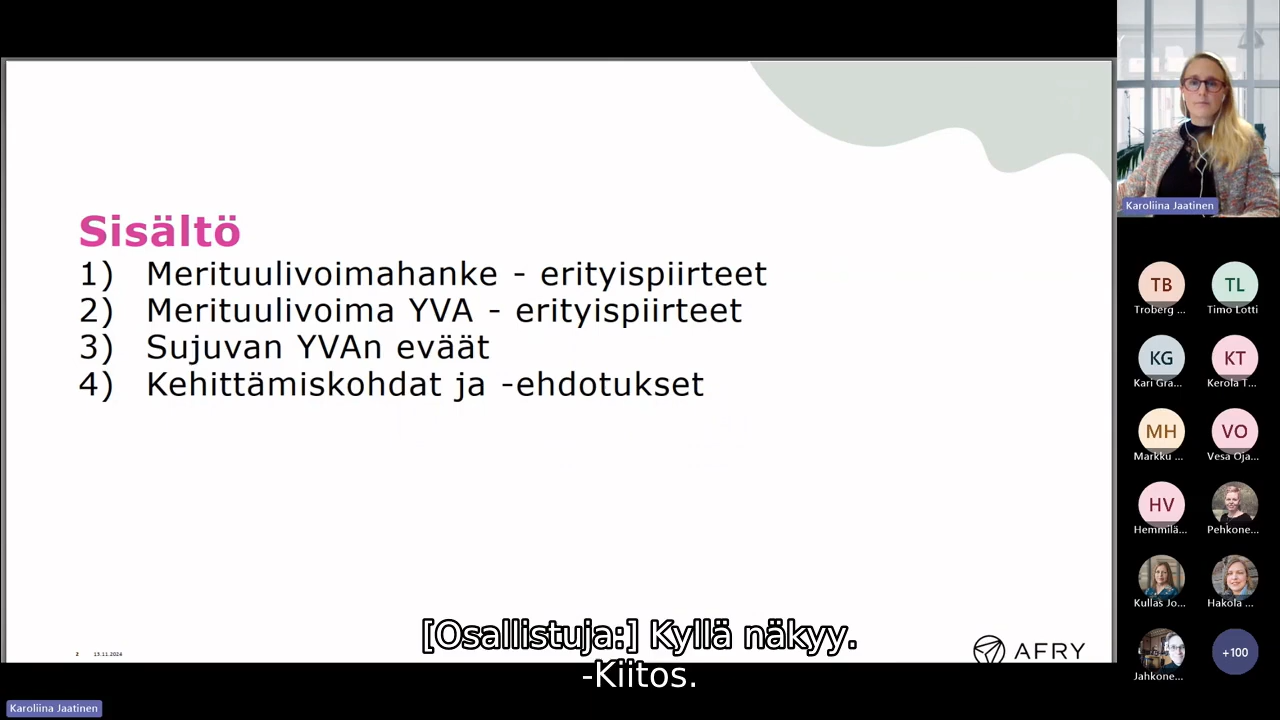 Sisältö
1) Merituulivoimahanke - erityispiirteet
2) Merituulivoima YVA - erityispiirteet
3) Sujuvan YVAn eväät
4) Kehittämiskohdat ja -ehdotukset
2 13.11.2024
AFRY
[Osallistuja:] Kyllä näkyy.
-Kiitos.
Karoliina Jaatinen
Karoliina Jaatinen
TB TL
Troberg ... Timo Lotti
KG KT
Kari Gra... Kerola T...
MH VO
Markku ... Vesa Oja...
HV
Hemmilä... Pehkone...
Kullas Jo... Hakola ...
Jahkone... +100